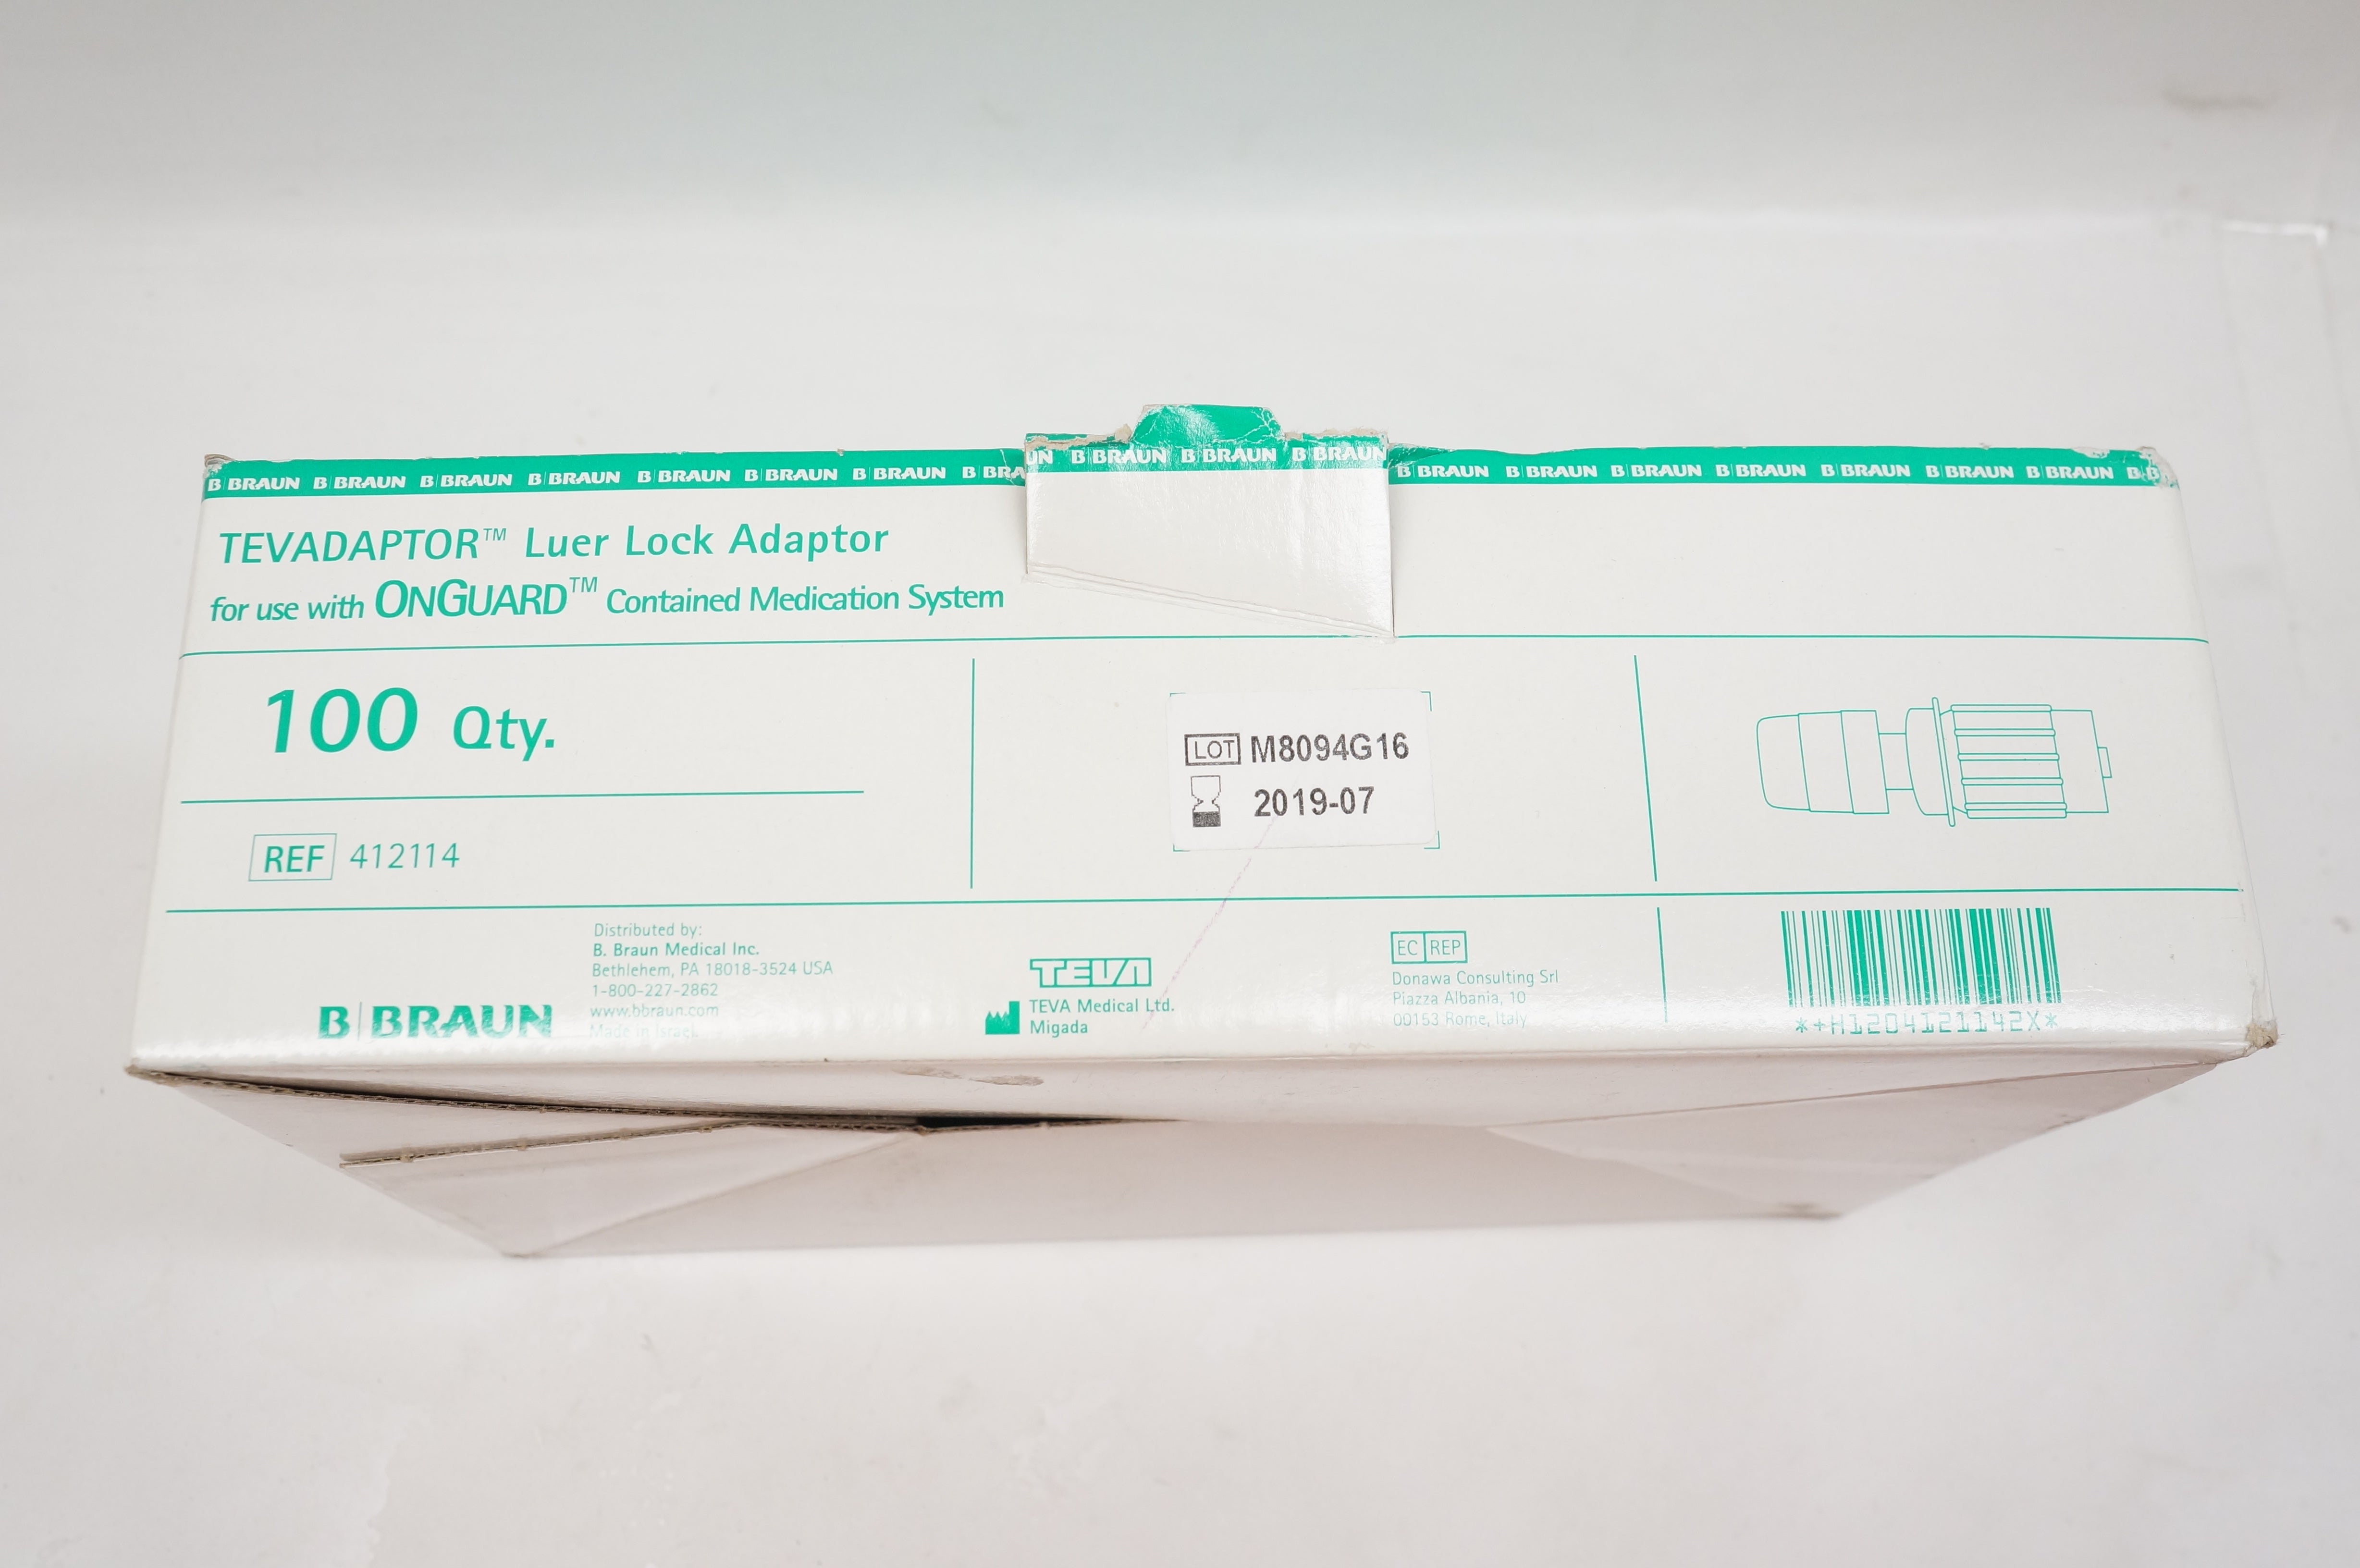 B BRAUN B BRAUN B BRAUN B BRAUN B BRAUN B BRAUN B BRAUN B BRA
UN B BRAUN B BRAUN B BRAUN
B BRAUN B BRAUN B BRAUN B BRAUN B BRAUN B BRAUN B BRAUN B B
TEVADAPTOR™ Luer Lock Adaptor
for use with ONGUARD™ Contained Medication System
100 Qty.
REF 412114
LOT M8094G16
2019-07
B BRAUN
Distributed by:
B. Braun Medical Inc.
Bethlehem, PA 18018-3524 USA
1-800-227-2862
www.bbraun.com
Made in Israel
TEVA
TEVA Medical Ltd.
Migada
EC REP
Donawa Consulting Srl
Piazza Albania, 10
00153 Rome, Italy
*+H1204121142X*